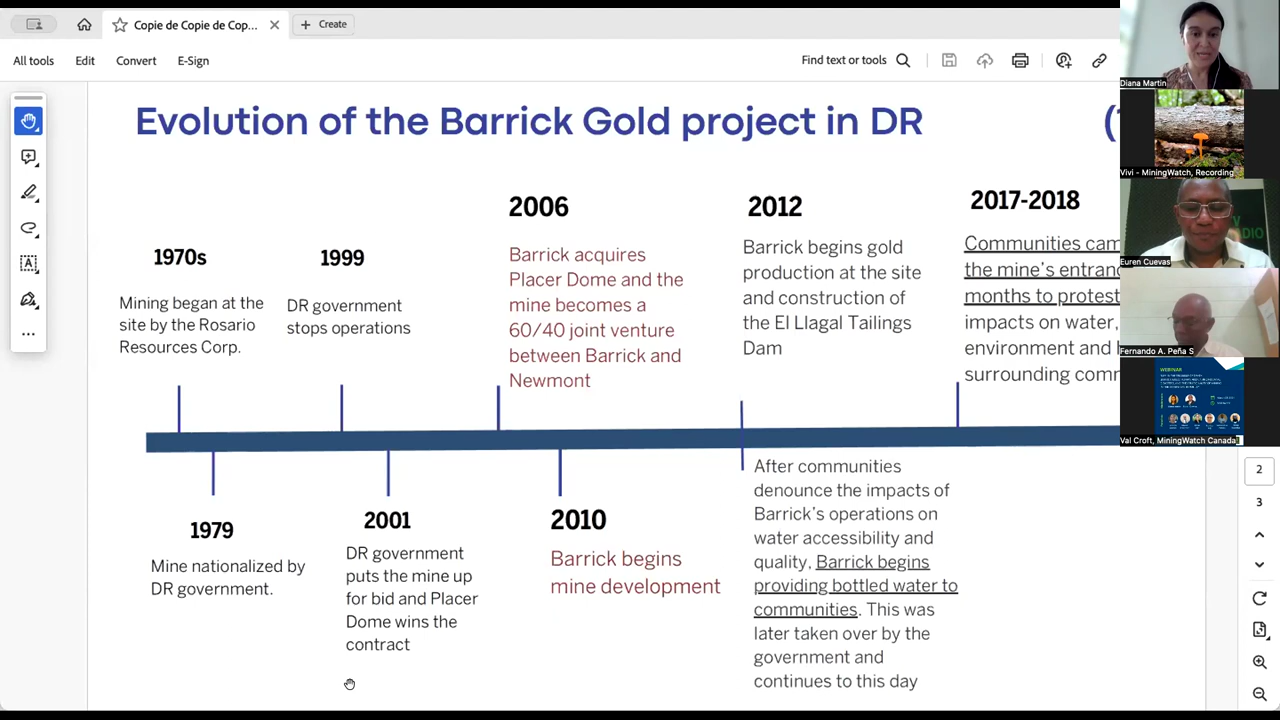 Copie de Copie de Cop...
Create
All tools
Edit
Convert
E-Sign
Find text or tools
Evolution of the Barrick Gold project in DR
1970s
Mining began at the
site by the Rosario
Resources Corp.
1999
DR government
stops operations
2006
Barrick acquires
Placer Dome and the
mine becomes a
60/40 joint venture
between Barrick and
Newmont
2012
Barrick begins gold
production at the site
and construction of
the El Llagal Tailings
Dam
2017-2018
Communities cam
the mine's entran
months to protest
impacts on water,
environment and h
surrounding com
1979
Mine nationalized by
DR government.
2001
DR government
puts the mine up
for bid and Placer
Dome wins the
contract
2010
Barrick begins
mine development
After communities
denounce the impacts of
Barrick's operations on
water accessibility and
quality, Barrick begins
providing bottled water to
communities. This was
later taken over by the
government and
continues to this day
Diana Martin
Vivi - MiningWatch, Recording
Euren Cuevas
Fernando A. Peña S
WEBINAR
Val Croft, MiningWatch Canada
2
3